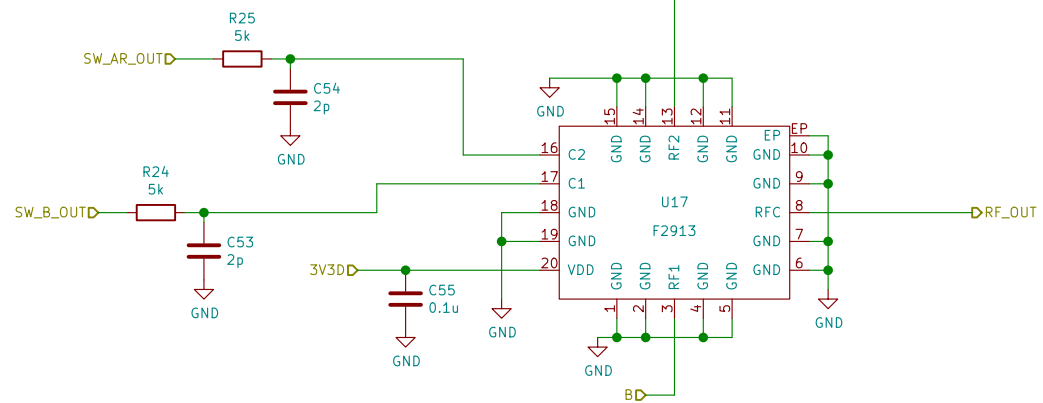 R25
5k
SW_AR_OUT
C54
2p
GND
GND
15
14
13
12
11
GND
GND
RF2
GND
GND
EP
EP
16
C2
GND
10
R24
5k
17
C1
GND
9
SW_B_OUT
18
GND
U17
RFC
8
RF_OUT
C53
2p
19
GND
F2913
GND
7
3V3D
20
VDD
GND
6
GND
GND
RF1
GND
GND
C55
0.1u
GND
1
2
3
4
5
GND
GND
GND
GND
B